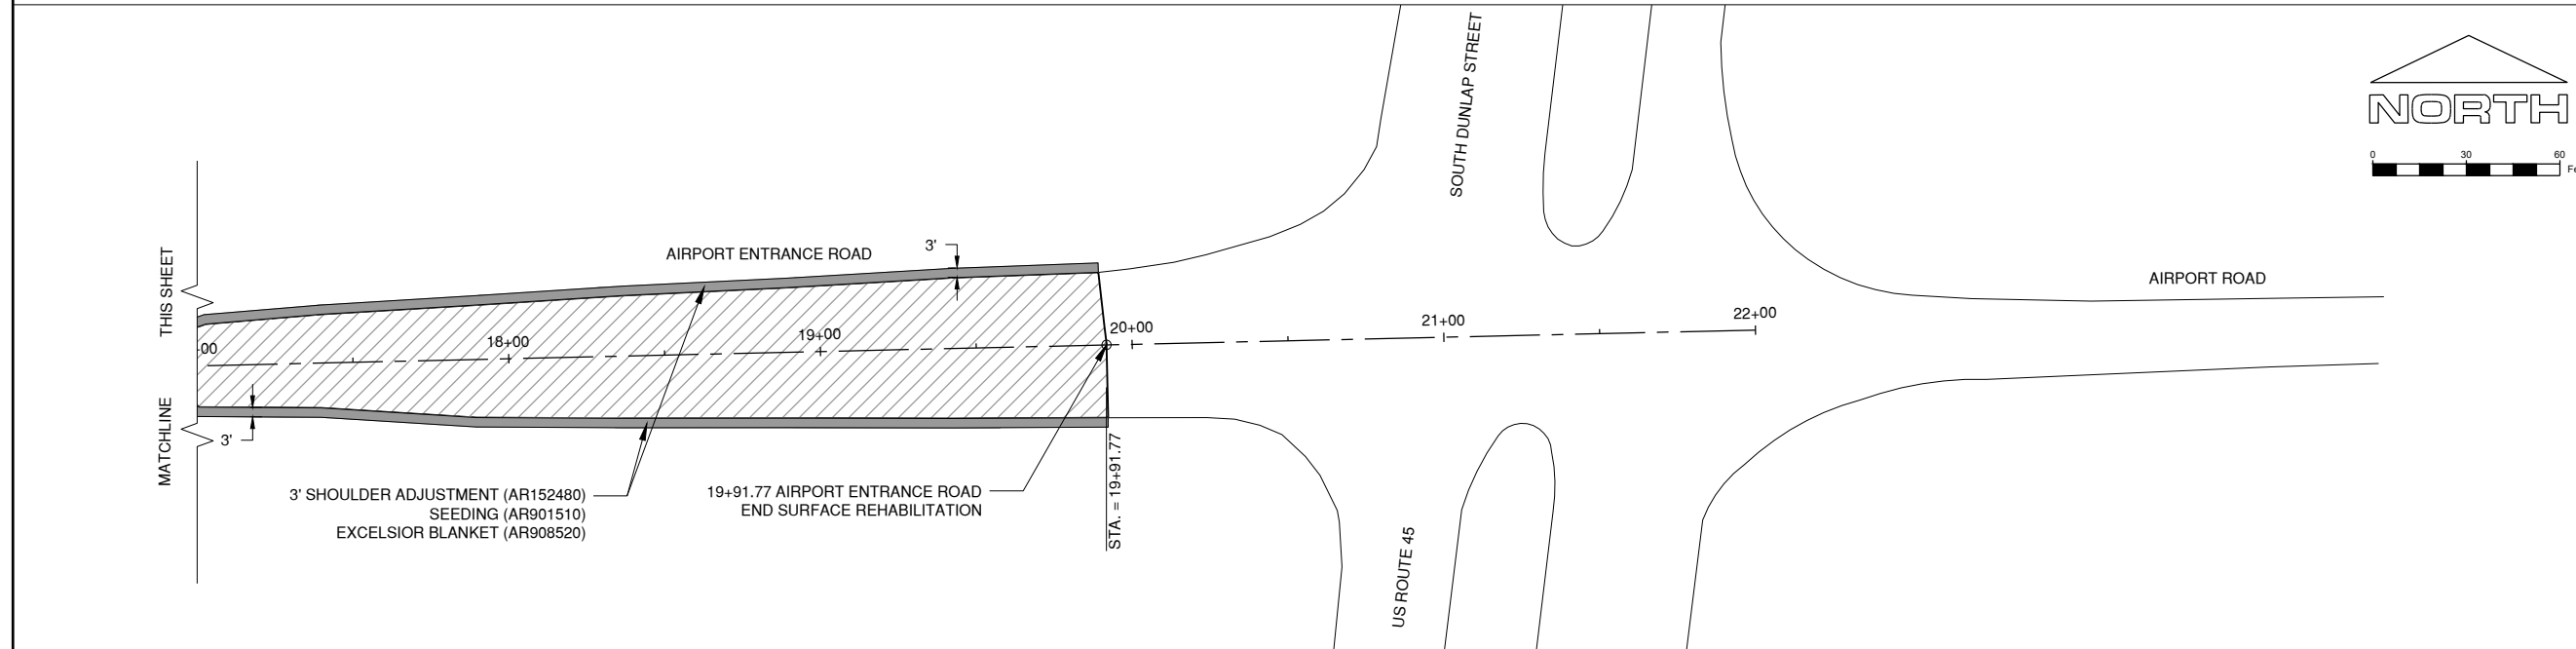 SOUTH DUNLAP STREET
NORTH
0 30 60
THIS SHEET
AIRPORT ENTRANCE ROAD
3'
AIRPORT ROAD
00
18+00
19+00
20+00
21+00
22+00
MATCHLINE
3'
3' SHOULDER ADJUSTMENT (AR152480)
SEEDING (AR901510)
EXCELSIOR BLANKET (AR908520)
19+91.77 AIRPORT ENTRANCE ROAD
END SURFACE REHABILITATION
STA. = 19+91.77
US ROUTE 45